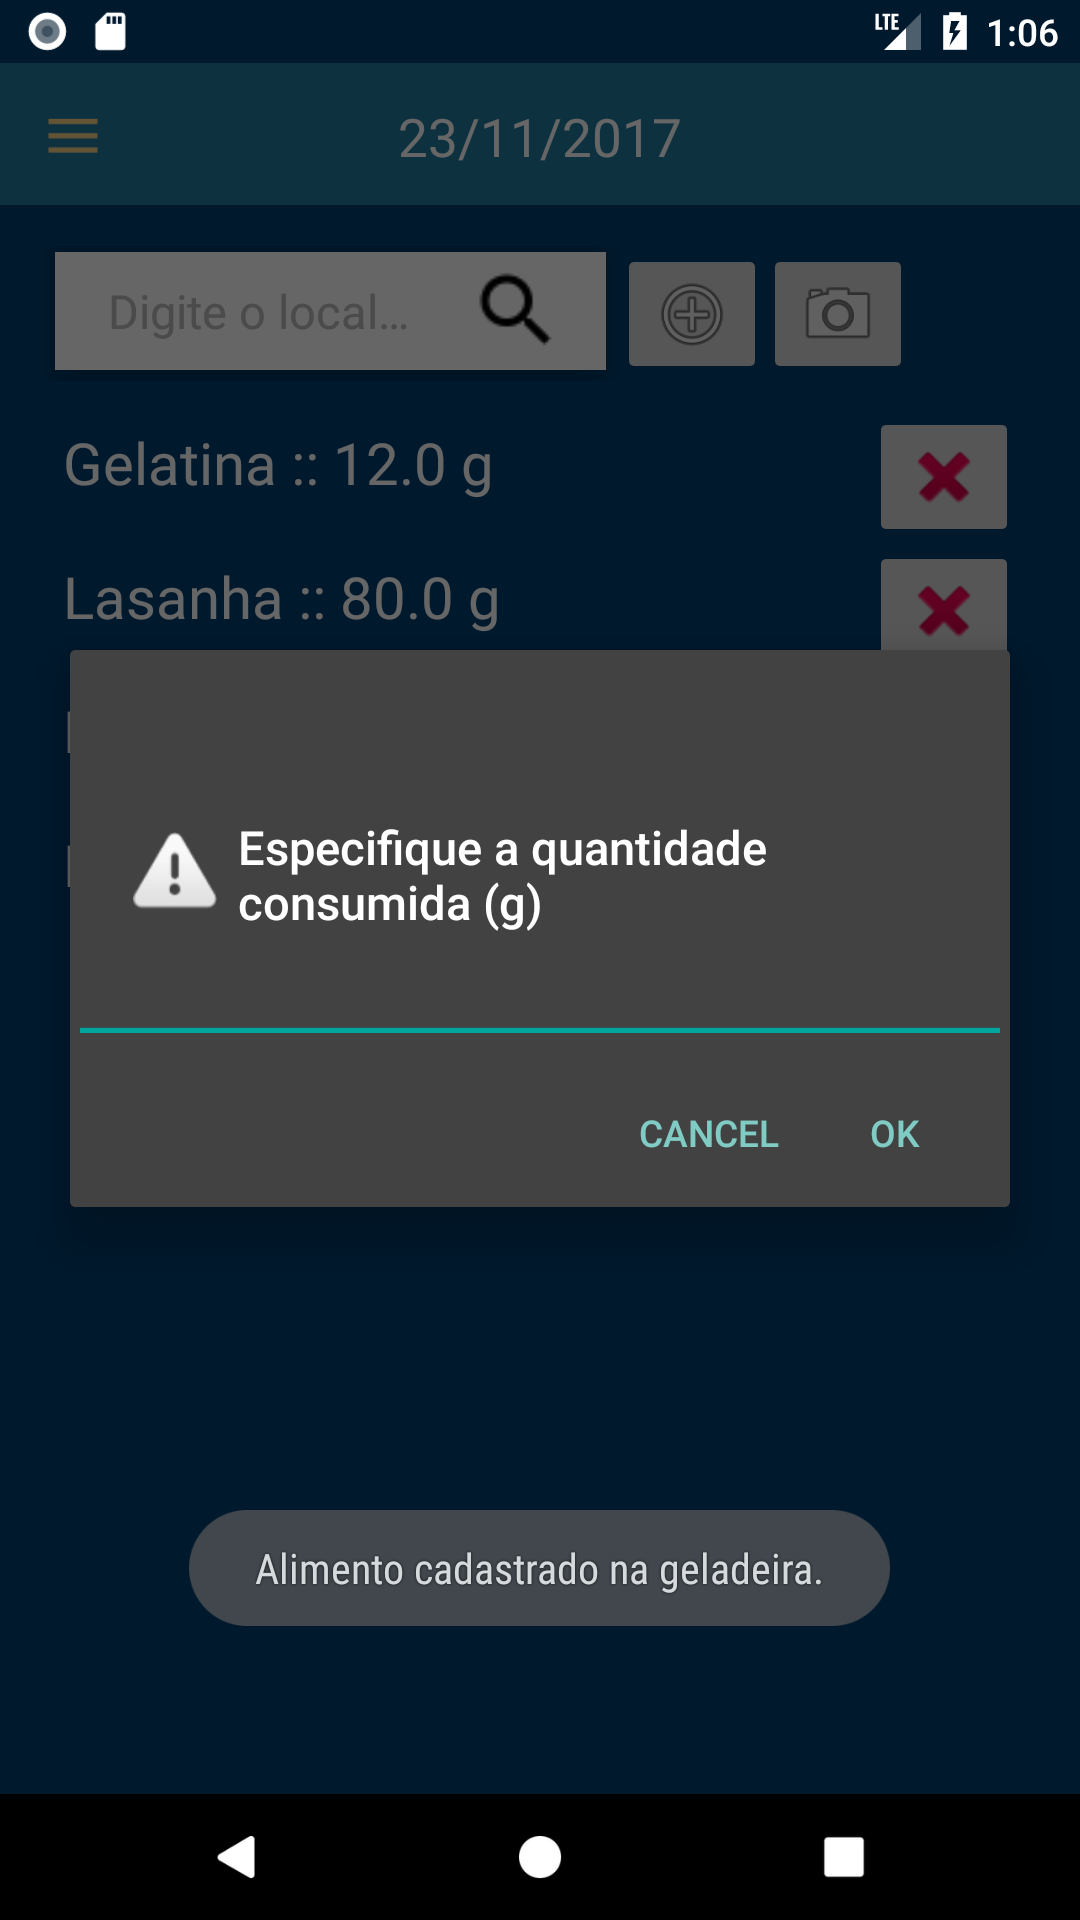 LTE 1:06
23/11/2017
Digite o local...
Gelatina :: 12.0 g
Lasanha :: 80.0 g
Especifique a quantidade
consumida (g)
CANCEL OK
Alimento cadastrado na geladeira.